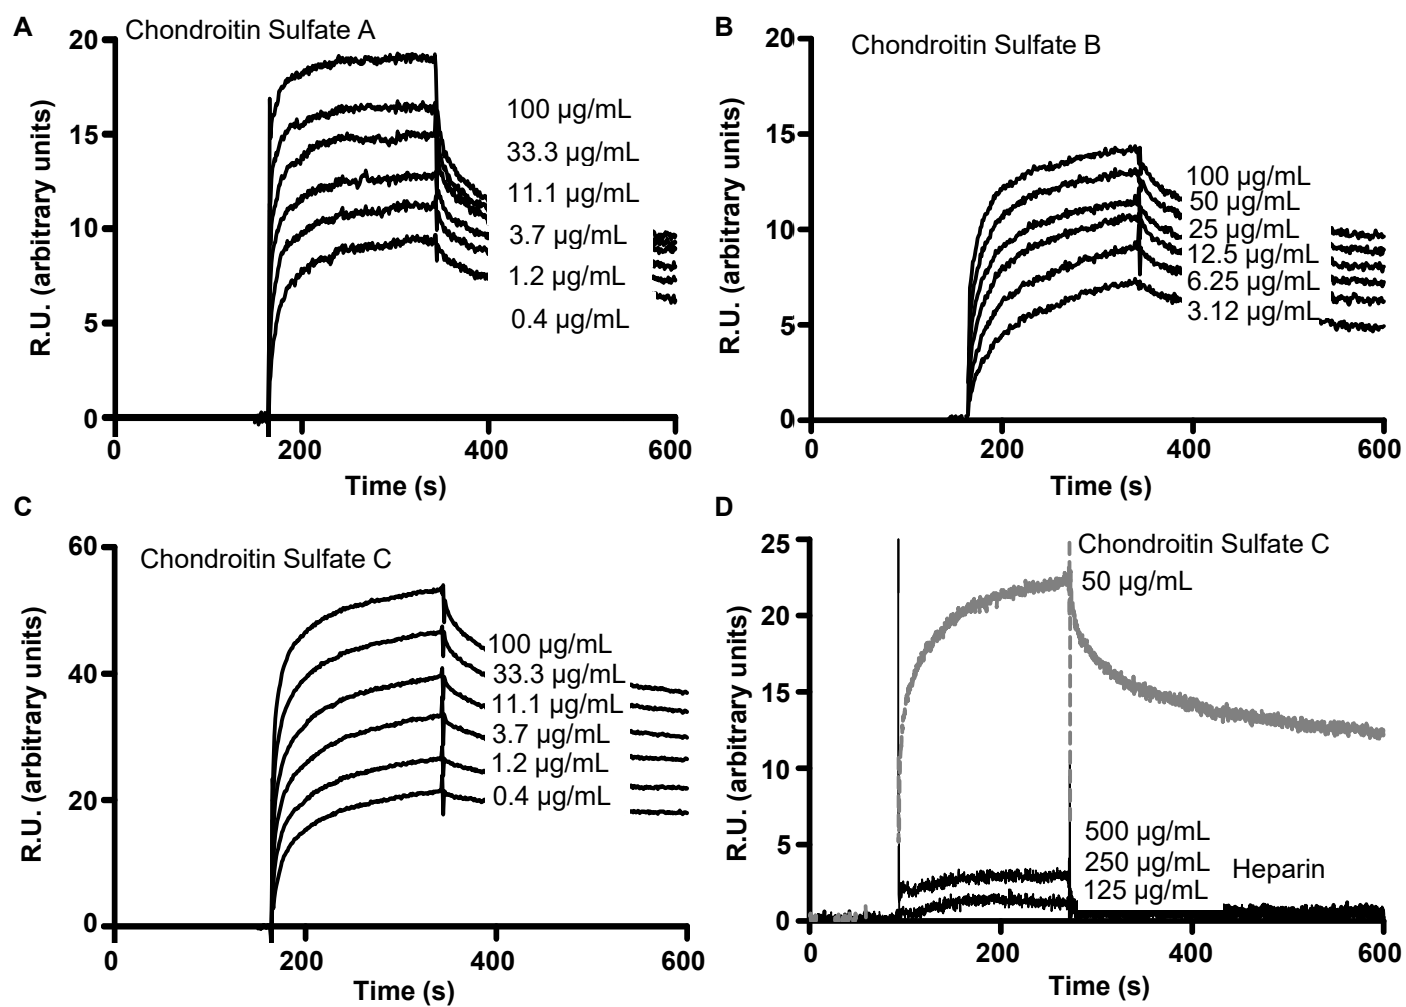 A
Chondroitin Sulfate A
20
15
10
5
0
R.U. (arbitrary units)
100 µg/mL
33.3 µg/mL
11.1 µg/mL
3.7 µg/mL
1.2 µg/mL
0.4 µg/mL
0 200 400 600
Time (s)
B
Chondroitin Sulfate B
20
15
10
5
0
R.U. (arbitrary units)
100 µg/mL
50 µg/mL
25 µg/mL
12.5 µg/mL
6.25 µg/mL
3.12 µg/mL
0 200 400 600
Time (s)
C
Chondroitin Sulfate C
60
40
20
0
R.U. (arbitrary units)
100 µg/mL
33.3 µg/mL
11.1 µg/mL
3.7 µg/mL
1.2 µg/mL
0.4 µg/mL
0 200 400 600
Time (s)
D
Chondroitin Sulfate C
50 µg/mL
25
20
15
10
5
0
R.U. (arbitrary units)
500 µg/mL
250 µg/mL
125 µg/mL
Heparin
0 200 400 600
Time (s)